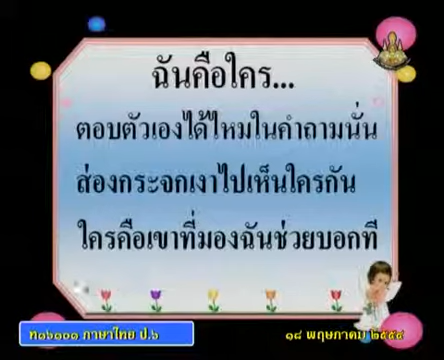 ฉันคือใคร...
ตอบตัวเองได้ไหมในคำถามนั่น
ส่องกระจกเงาไปเห็นใครกัน
ใครคือเขาที่มองฉันช่วยบอกที
ท๑๖๑๐๑ ภาษาไทย ป.๖
๑๘ พฤษภาคม ๒๕๕๔